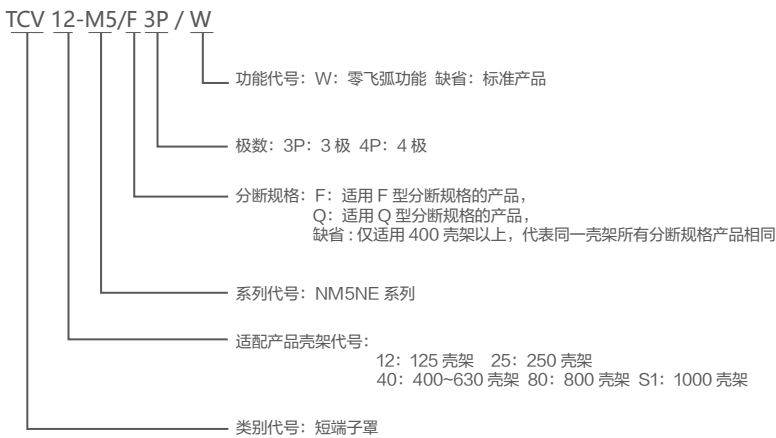 TCV 12-M5/F 3P / W
功能代号：W：零飞弧功能 缺省：标准产品
极数：3P：3 极 4P：4 极
分断规格：F：适用 F 型分断规格的产品，
Q：适用 Q 型分断规格的产品，
缺省 : 仅适用 400 壳架以上，代表同一壳架所有分断规格产品相同
系列代号：NM5NE 系列
适配产品壳架代号：
12：125 壳架 25：250 壳架
40：400~630 壳架 80：800 壳架 S1：1000 壳架
类别代号：短端子罩